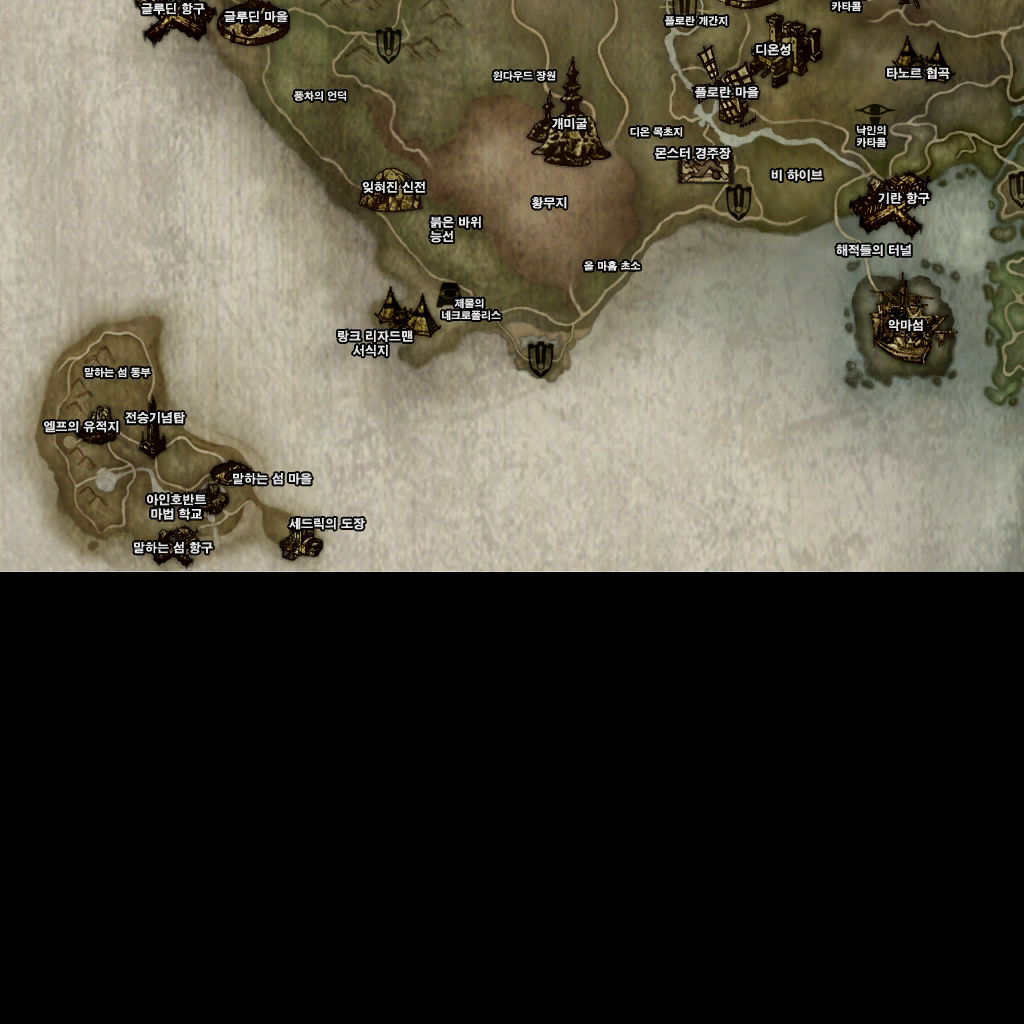 글루딘 항구
글루딘 마을
카타콤
플로란 개간지
디온성
타노르 협곡
윈다우드 장원
풍차의 언덕
플로란 마을
개미굴
디온 목초지
낙인의
카타콤
몬스터 경주장
비 하이브
잊혀진 신전
황무지
기란 항구
붉은 바위
능선
해적들의 터널
올 마훔 초소
제물의
네크로폴리스
랑크 리자드맨
서식지
악마섬
말하는 섬 동부
엘프의 유적지
전승기념탑
말하는 섬 마을
아인호반트
마법 학교
세드릭의 도장
말하는 섬 항구